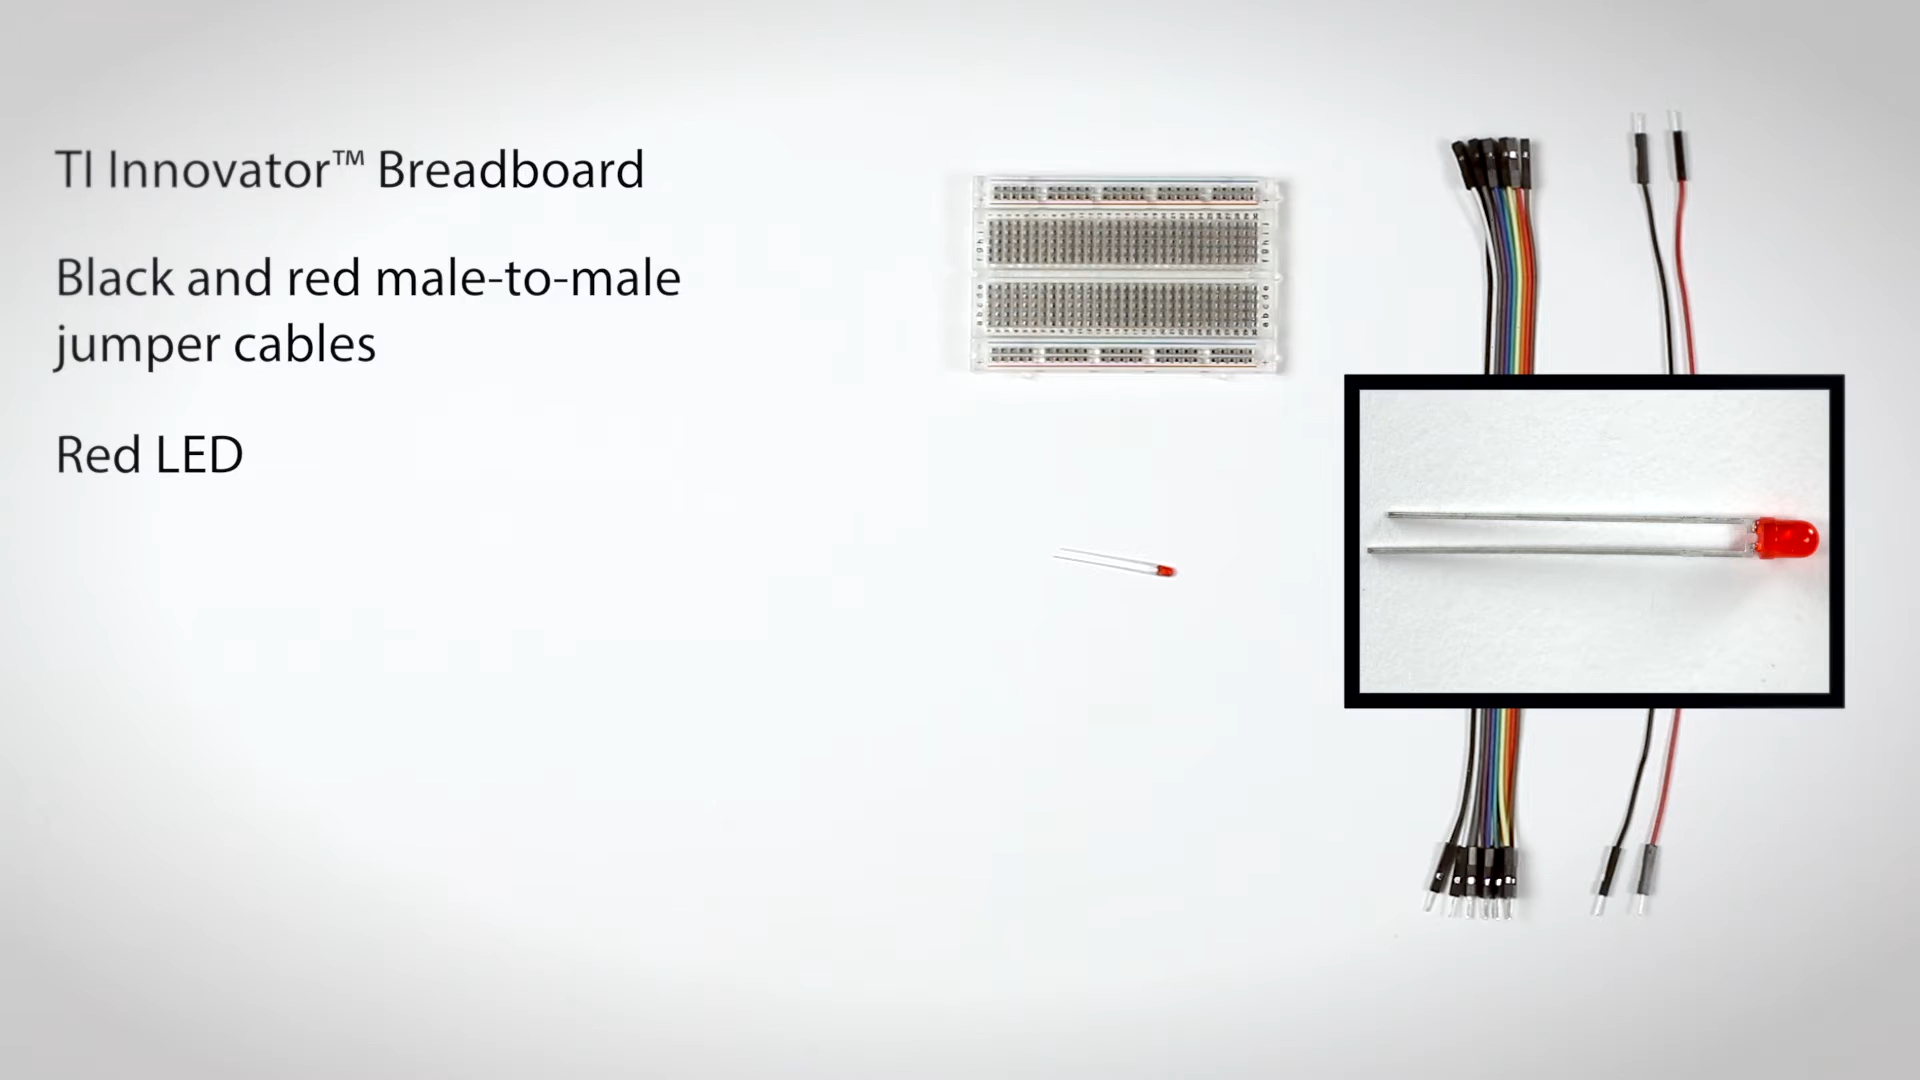 TI Innovator™ Breadboard
Black and red male-to-male
jumper cables
Red LED